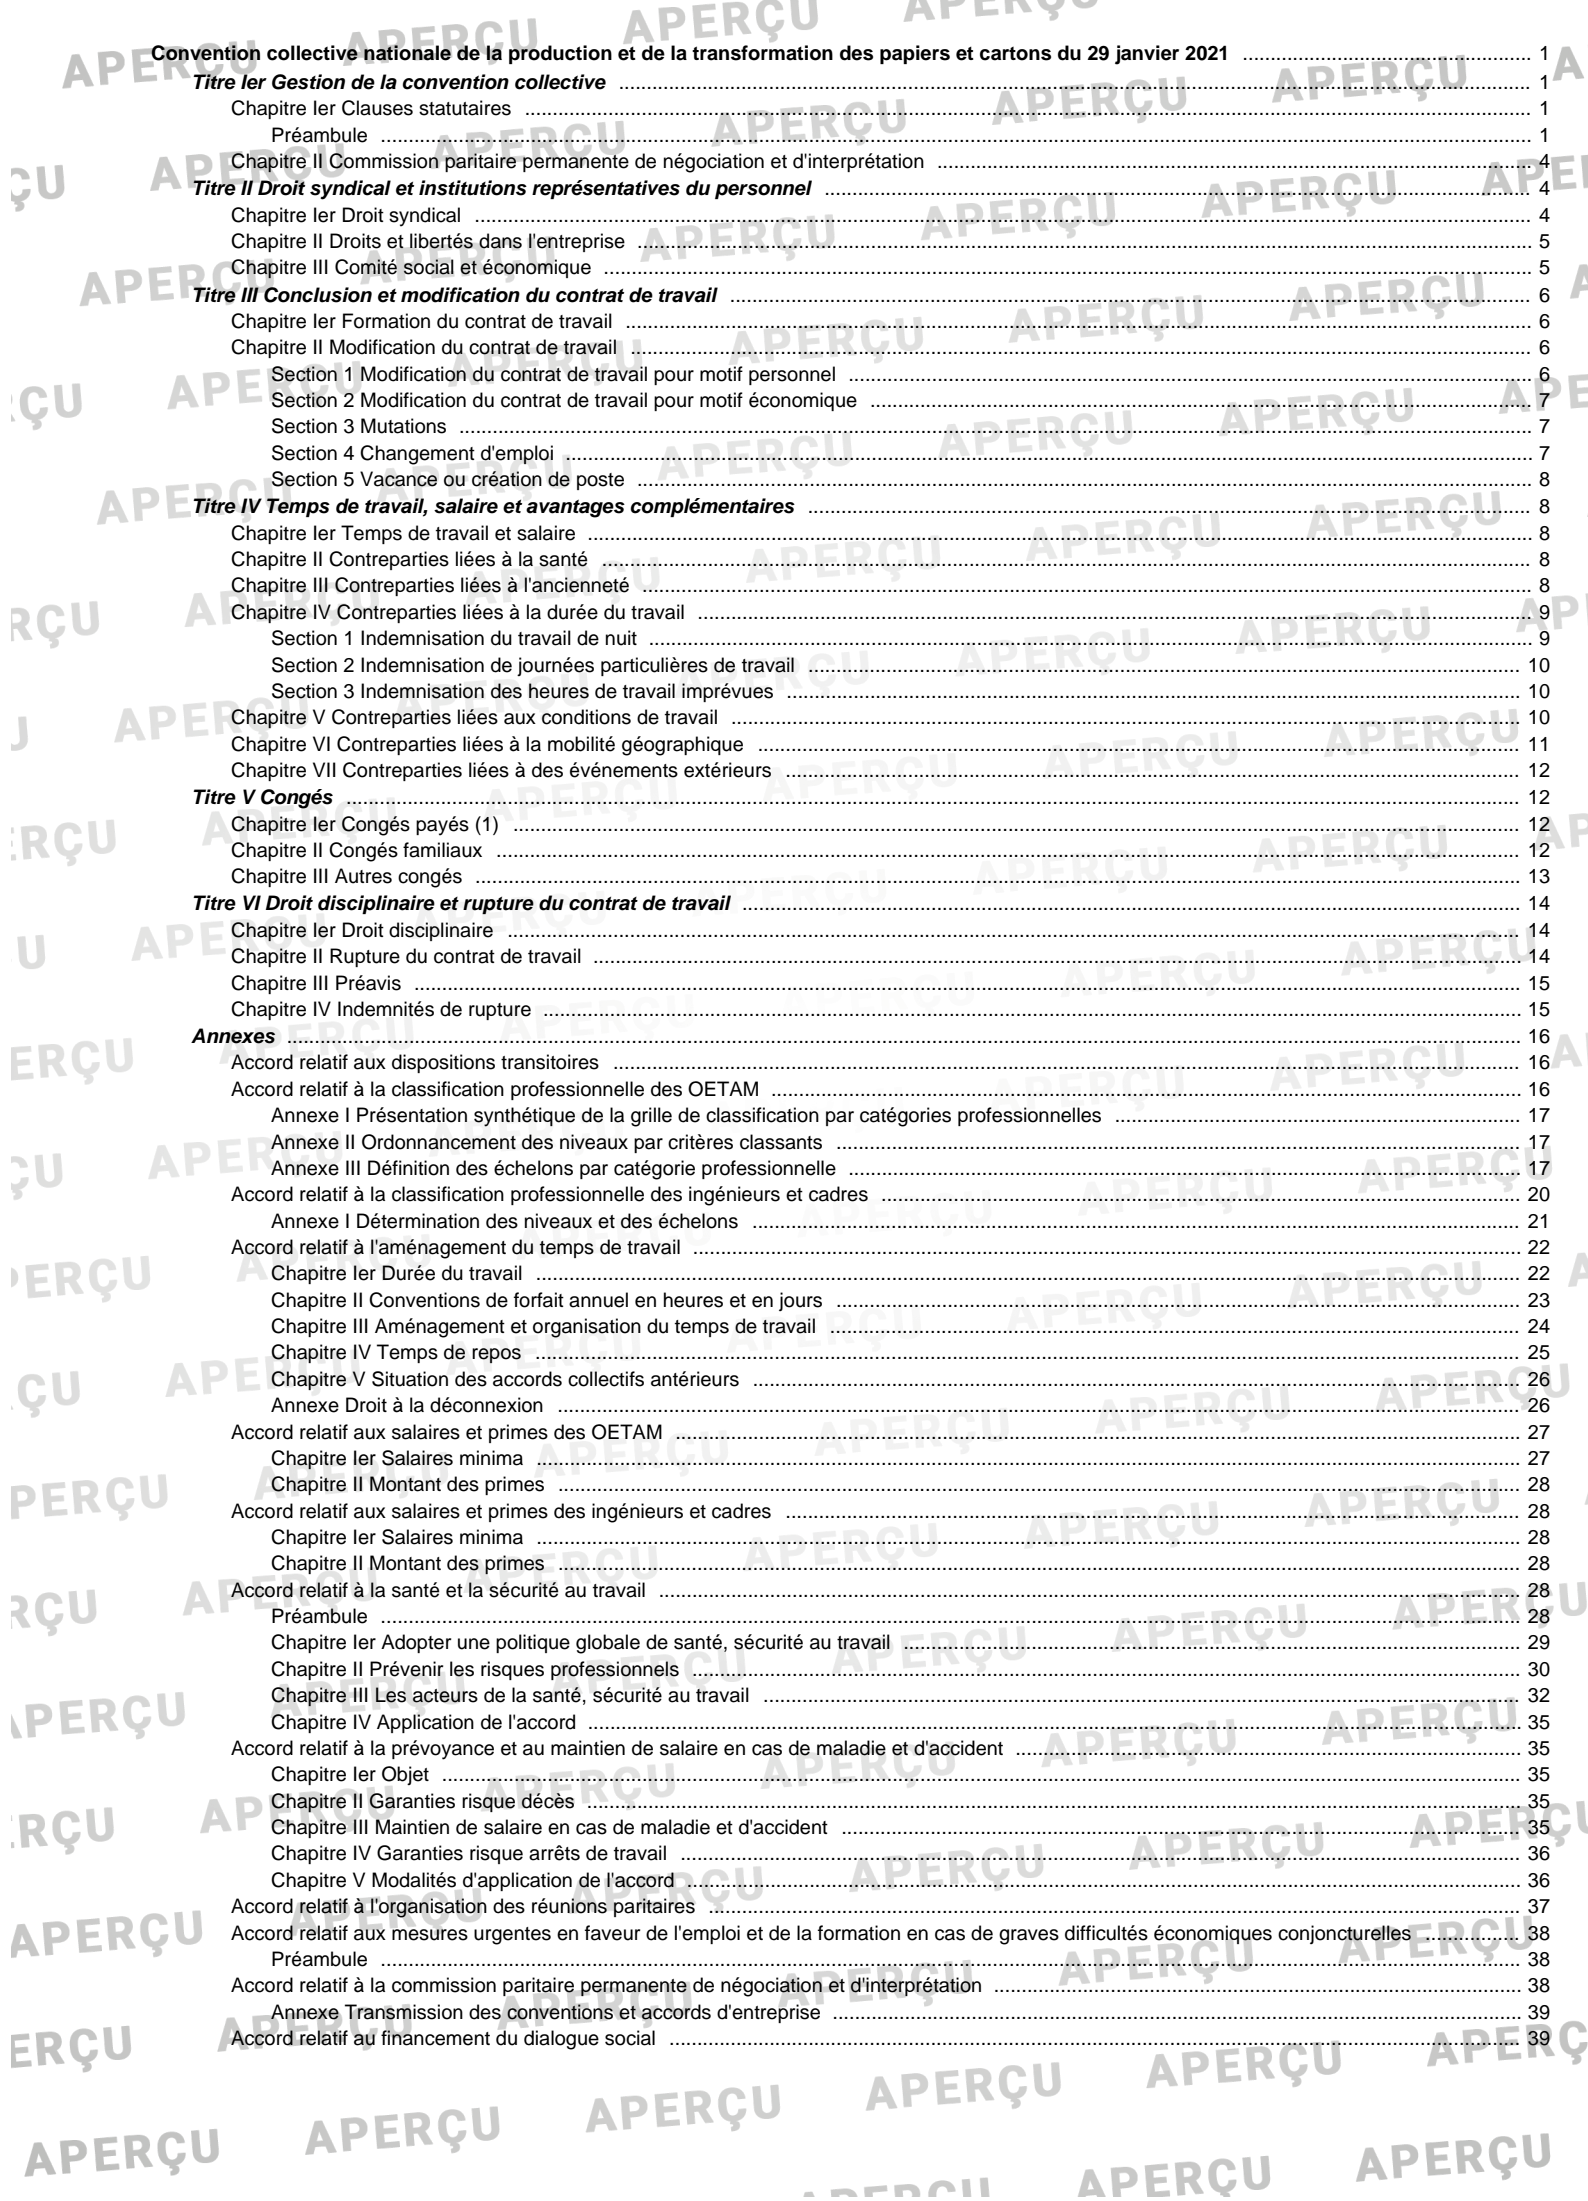 Convention collective nationale de la production et de la transformation des papiers et cartons du 29 janvier 2021 ... 1
Titre Ier Gestion de la convention collective ... 1
Chapitre Ier Clauses statutaires ... 1
Préambule ... 1
Chapitre II Commission paritaire permanente de négociation et d'interprétation ... 4
Titre II Droit syndical et institutions représentatives du personnel ... 4
Chapitre Ier Droit syndical ... 4
Chapitre II Droits et libertés dans l'entreprise ... 5
Chapitre III Comité social et économique ... 5
Titre III Conclusion et modification du contrat de travail ... 6
Chapitre Ier Formation du contrat de travail ... 6
Chapitre II Modification du contrat de travail ... 6
Section 1 Modification du contrat de travail pour motif personnel ... 6
Section 2 Modification du contrat de travail pour motif économique ... 7
Section 3 Mutations ... 7
Section 4 Changement d'emploi ... 7
Section 5 Vacance ou création de poste ... 8
Titre IV Temps de travail, salaire et avantages complémentaires ... 8
Chapitre Ier Temps de travail et salaire ... 8
Chapitre II Contreparties liées à la santé ... 8
Chapitre III Contreparties liées à l'ancienneté ... 8
Chapitre IV Contreparties liées à la durée du travail ... 9
Section 1 Indemnisation du travail de nuit ... 9
Section 2 Indemnisation de journées particulières de travail ... 10
Section 3 Indemnisation des heures de travail imprévues ... 10
Chapitre V Contreparties liées aux conditions de travail ... 10
Chapitre VI Contreparties liées à la mobilité géographique ... 11
Chapitre VII Contreparties liées à des événements extérieurs ... 12
Titre V Congés ... 12
Chapitre Ier Congés payés (1) ... 12
Chapitre II Congés familiaux ... 12
Chapitre III Autres congés ... 13
Titre VI Droit disciplinaire et rupture du contrat de travail ... 14
Chapitre Ier Droit disciplinaire ... 14
Chapitre II Rupture du contrat de travail ... 14
Chapitre III Préavis ... 15
Chapitre IV Indemnités de rupture ... 15
Annexes ... 16
Accord relatif aux dispositions transitoires ... 16
Accord relatif à la classification professionnelle des OETAM ... 16
Annexe I Présentation synthétique de la grille de classification par catégories professionnelles ... 17
Annexe II Ordonnancement des niveaux par critères classants ... 17
Annexe III Définition des échelons par catégorie professionnelle ... 17
Accord relatif à la classification professionnelle des ingénieurs et cadres ... 20
Annexe I Détermination des niveaux et des échelons ... 21
Accord relatif à l'aménagement du temps de travail ... 22
Chapitre Ier Durée du travail ... 22
Chapitre II Conventions de forfait annuel en heures et en jours ... 23
Chapitre III Aménagement et organisation du temps de travail ... 24
Chapitre IV Temps de repos ... 25
Chapitre V Situation des accords collectifs antérieurs ... 26
Annexe Droit à la déconnexion ... 26
Accord relatif aux salaires et primes des OETAM ... 27
Chapitre Ier Salaires minima ... 27
Chapitre II Montant des primes ... 28
Accord relatif aux salaires et primes des ingénieurs et cadres ... 28
Chapitre Ier Salaires minima ... 28
Chapitre II Montant des primes ... 28
Accord relatif à la santé et la sécurité au travail ... 28
Préambule ... 28
Chapitre Ier Adopter une politique globale de santé, sécurité au travail ... 29
Chapitre II Prévenir les risques professionnels ... 30
Chapitre III Les acteurs de la santé, sécurité au travail ... 32
Chapitre IV Application de l'accord ... 35
Accord relatif à la prévoyance et au maintien de salaire en cas de maladie et d'accident ... 35
Chapitre Ier Objet ... 35
Chapitre II Garanties risque décès ... 35
Chapitre III Maintien de salaire en cas de maladie et d'accident ... 35
Chapitre IV Garanties risque arrêts de travail ... 36
Chapitre V Modalités d'application de l'accord ... 36
Accord relatif à l'organisation des réunions paritaires ... 37
Accord relatif aux mesures urgentes en faveur de l'emploi et de la formation en cas de graves difficultés économiques conjoncturelles ... 38
Préambule ... 38
Accord relatif à la commission paritaire permanente de négociation et d'interprétation ... 38
Annexe Transmission des conventions et accords d'entreprise ... 39
Accord relatif au financement du dialogue social ... 39
APERÇU